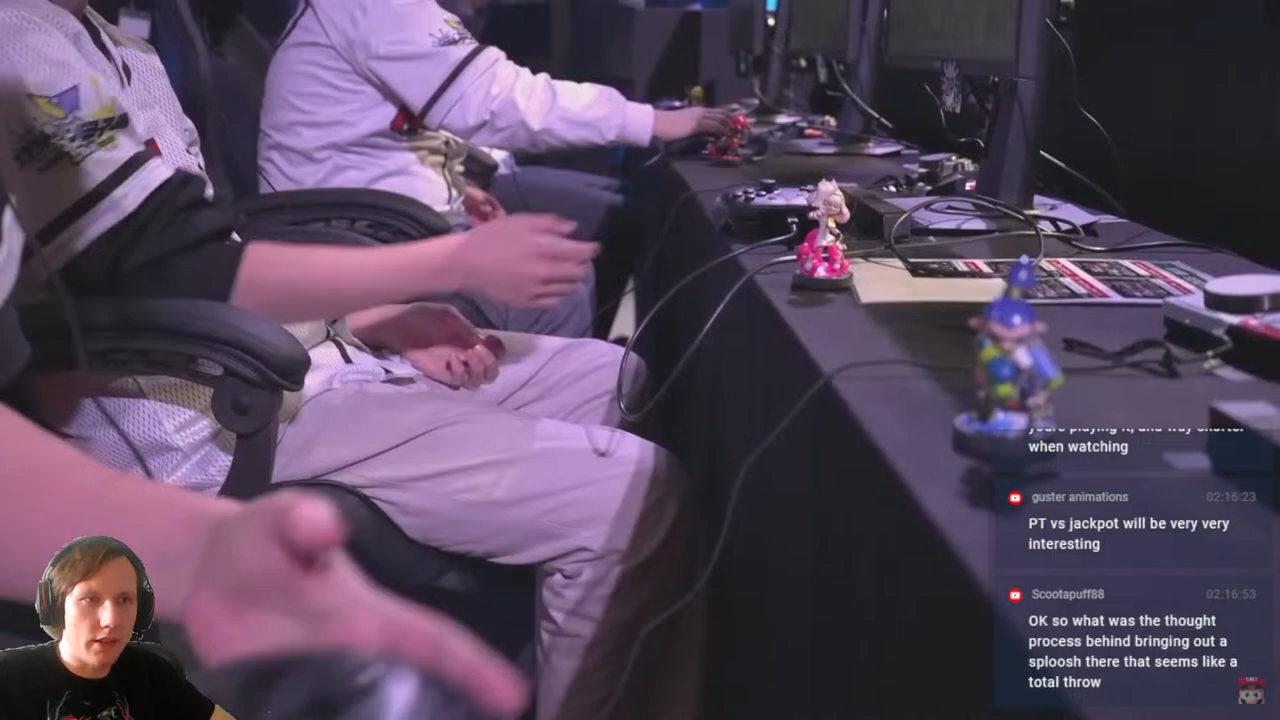 when watching
guster animations 02:16:23
PT vs jackpot will be very very
interesting
Scootapuff88 02:16:53
OK so what was the thought
process behind bringing out a
sploosh there that seems like a
total throw